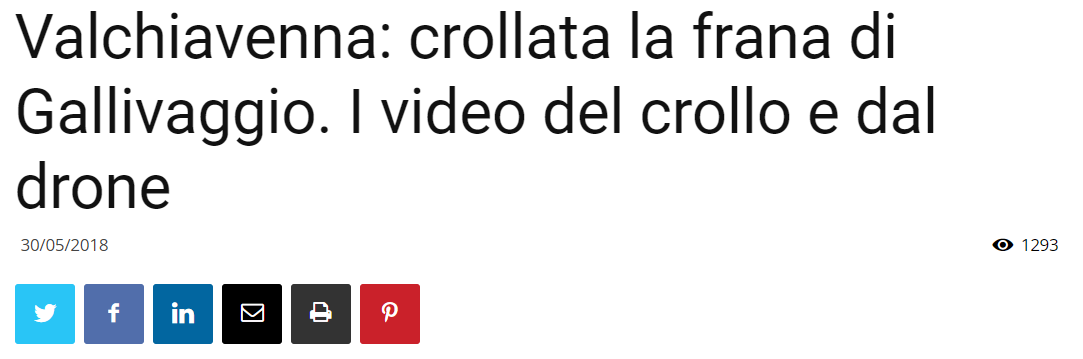 Valchiavenna: crollata la frana di
Gallivaggio. I video del crollo e dal
drone
30/05/2018
1293